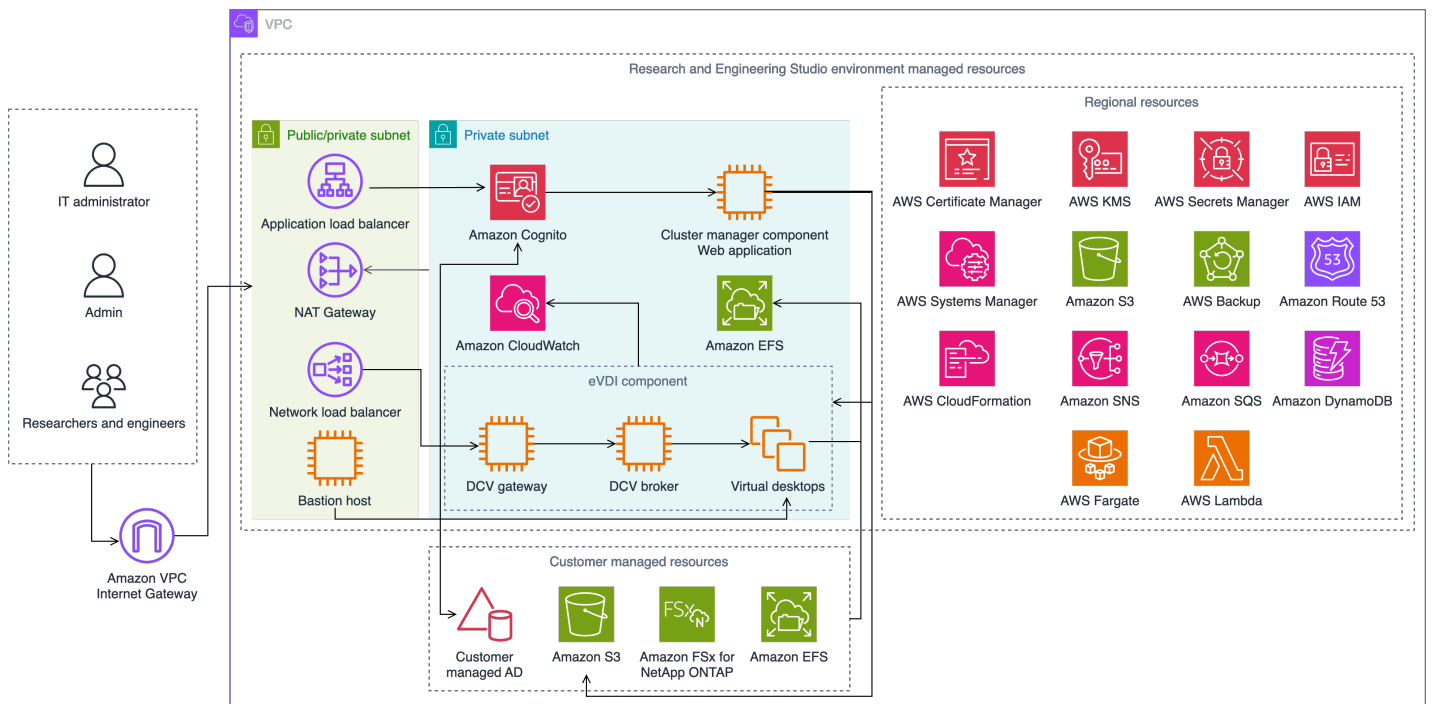 VPC
Research and Engineering Studio environment managed resources
IT administrator
Admin
Researchers and engineers
Amazon VPC
Internet Gateway
Public/private subnet
Application load balancer
NAT Gateway
Network load balancer
Bastion host
Private subnet
Amazon Cognito
Cluster manager component
Web application
Amazon CloudWatch
Amazon EFS
eVDI component
DCV gateway
DCV broker
Virtual desktops
Regional resources
AWS Certificate Manager
AWS KMS
AWS Secrets Manager
AWS IAM
53
AWS Systems Manager
Amazon S3
AWS Backup
Amazon Route 53
AWS CloudFormation
Amazon SNS
Amazon SQS
Amazon DynamoDB
AWS Fargate
AWS Lambda
Customer managed resources
FSx
N
Customer
managed AD
Amazon S3
Amazon FSx for
NetApp ONTAP
Amazon EFS